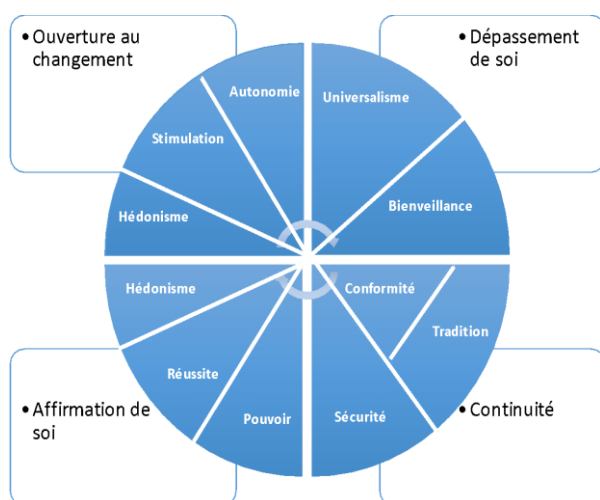 • Ouverture au
changement
• Dépassement
de soi
Autonomie
Universalisme
Stimulation
Bienveillance
Hédonisme
Hédonisme
Conformité
Tradition
Réussite
Pouvoir
Sécurité
• Affirmation de
soi
• Continuité